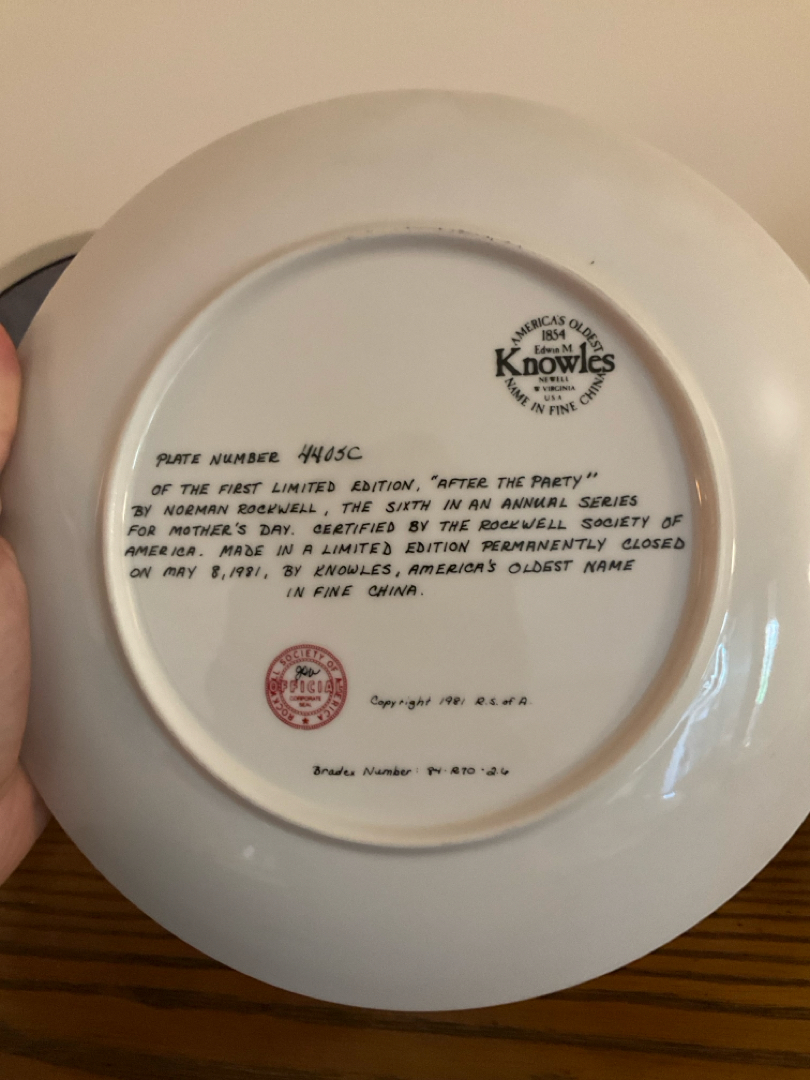 AMERICA'S OLDEST
1854
Edwin M
Knowles
NEWELL
W VIRGINIA
USA
NAME IN FINE CHINA
PLATE NUMBER 4405C
OF THE FIRST LIMITED EDITION, "AFTER THE PARTY"
BY NORMAN ROCKWELL, THE SIXTH IN AN ANNUAL SERIES
FOR MOTHER'S DAY. CERTIFIED BY THE ROCKWELL SOCIETY OF
AMERICA. MADE IN A LIMITED EDITION PERMANENTLY CLOSED
ON MAY 8, 1981, BY KNOWLES, AMERICA'S OLDEST NAME
IN FINE CHINA.
SOCIETY OF AMERICA
OFFICIAL
CORPORATE
SEAL
Copyright 1981 R.S. of A.
Bradex Number: 84-R70-2.6